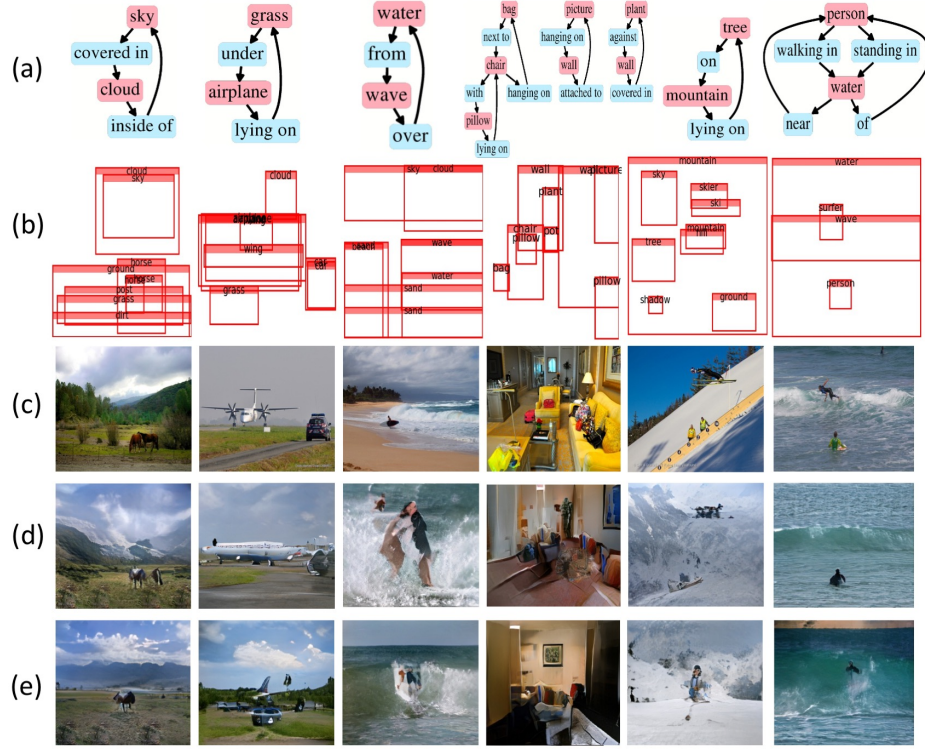 (a)
sky
covered in
cloud
inside of
grass
under
airplane
lying on
water
from
wave
over
bag
next to
chair
with
hanging on
pillow
lying on
picture
hanging on
wall
attached to
plant
against
wall
covered in
tree
on
mountain
lying on
person
walking in
standing in
water
near
of
(b)
cloud
sky
horse
ground
horse
post
grass
dirt
cloud
airplane
wing
car
grass
sky
cloud
beach
wave
water
sand
sand
wall
picture
plant
chair
pot
pillow
bag
pillow
mountain
sky
skier
ski
mountain
hill
tree
shadow
ground
water
surfer
wave
person
(c)
(d)
(e)